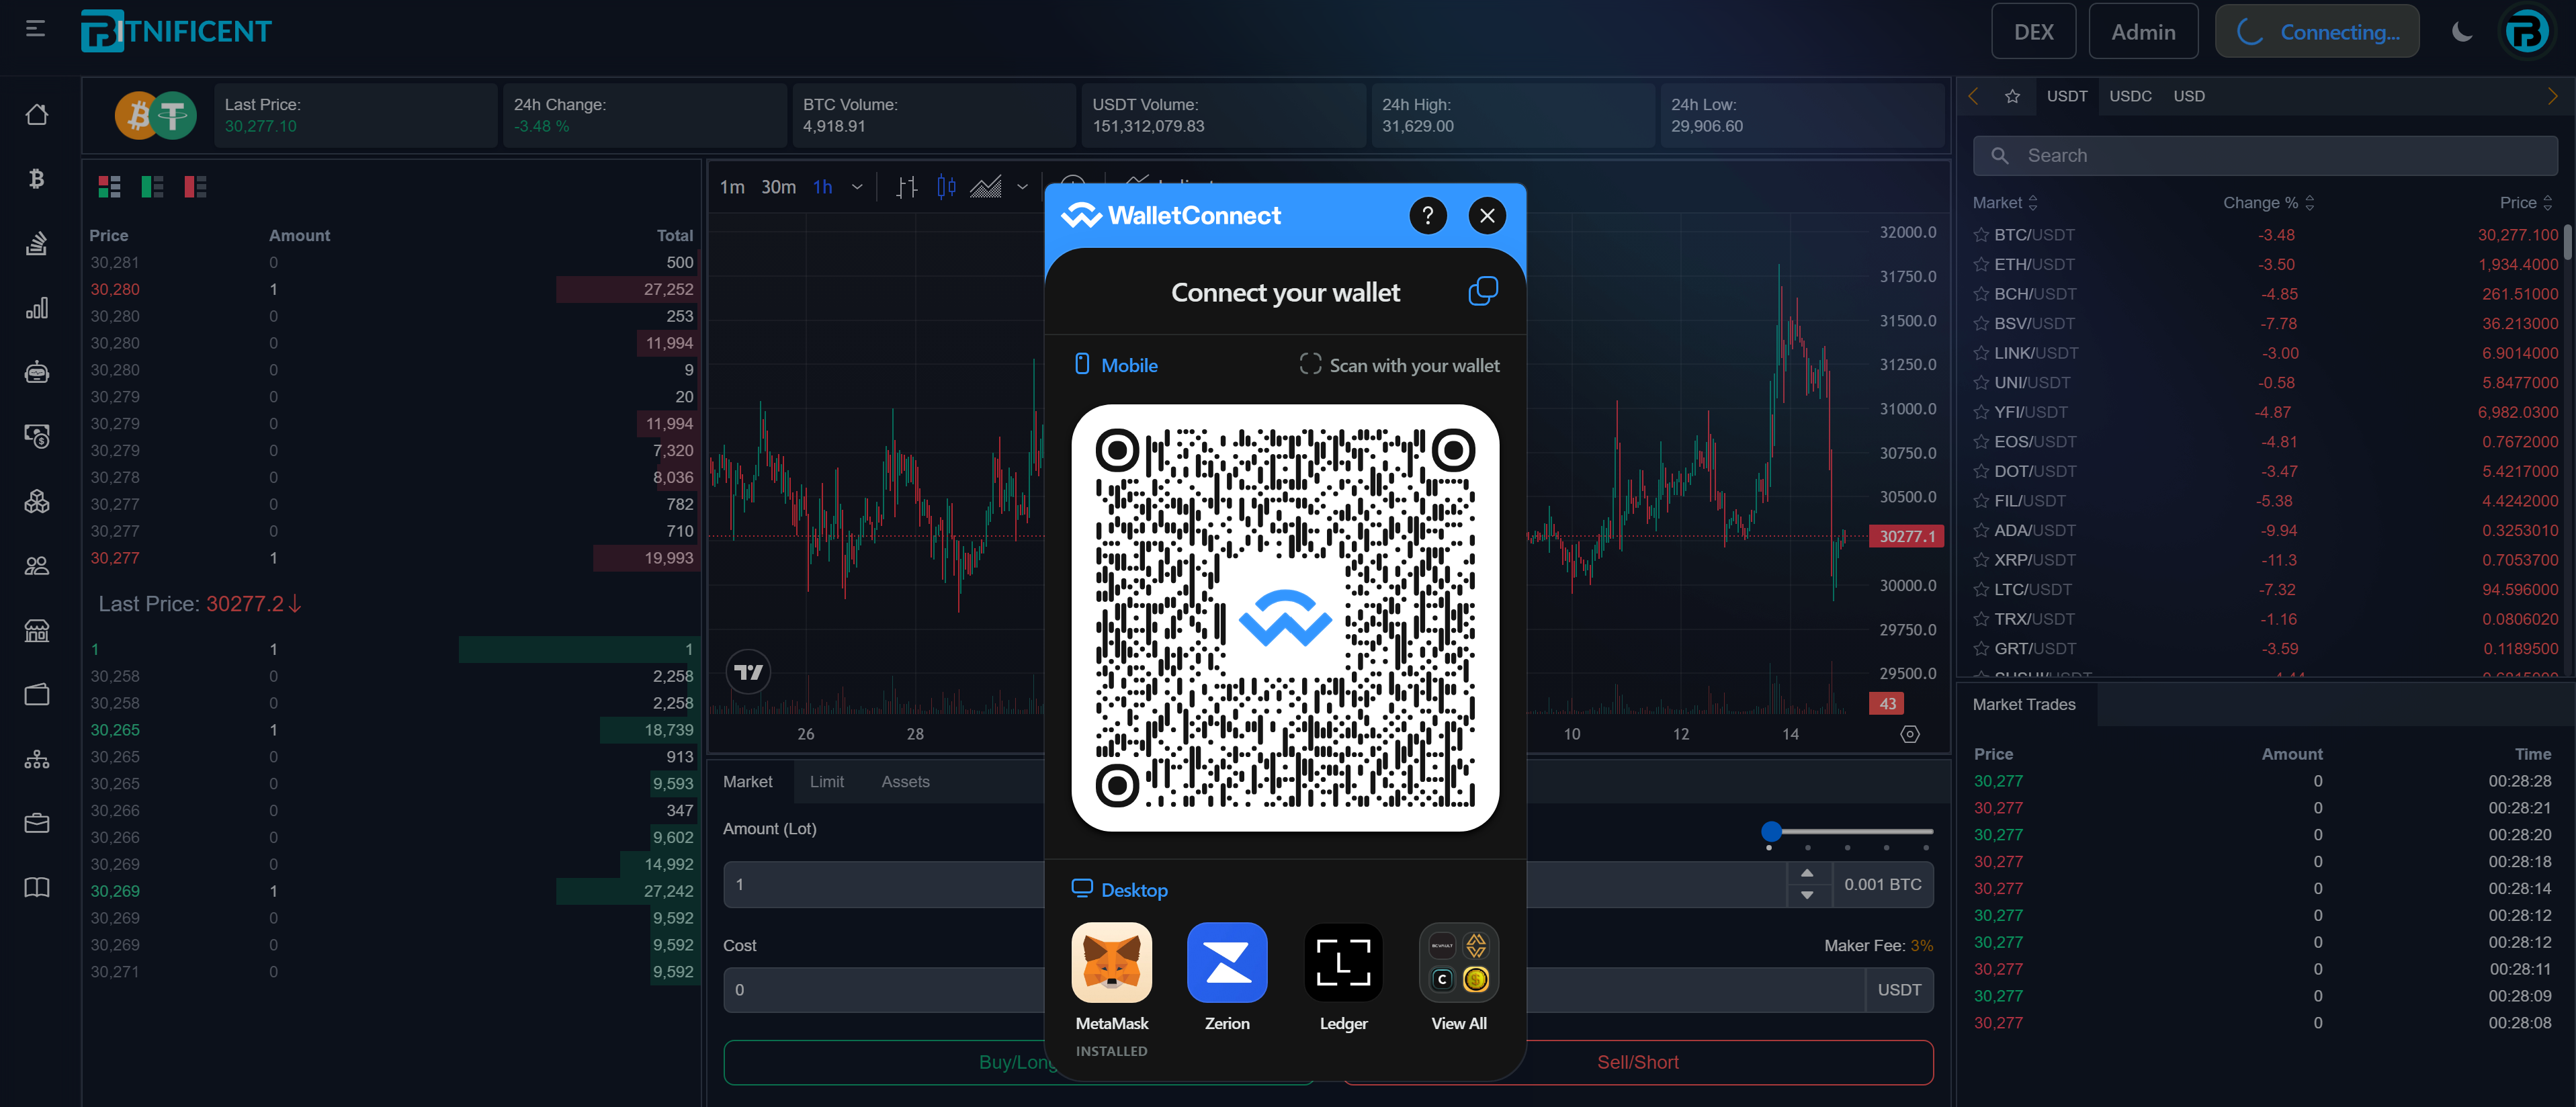 BITNIFICENT
DEX
Admin
Connecting...
Last Price:
30,277.10
24h Change:
-3.48 %
BTC Volume:
4,918.91
USDT Volume:
151,312,079.83
24h High:
31,629.00
24h Low:
29,906.60
Price Amount Total
30,281 0 500
30,280 1 27,252
30,280 0 253
30,280 0 11,994
30,280 0 9
30,279 0 20
30,279 0 11,994
30,279 0 7,320
30,278 0 8,036
30,277 0 782
30,277 0 710
30,277 1 19,993
Last Price: 30277.2↓
1 1 1
30,258 0 2,258
30,258 0 2,258
30,265 1 18,739
30,265 0 913
30,265 0 9,593
30,266 0 347
30,266 0 9,602
30,269 0 14,992
30,269 1 27,242
30,269 0 9,592
30,269 0 9,592
30,271 0 9,592
1m 30m 1h
32000.0
31750.0
31500.0
31250.0
31000.0
30750.0
30500.0
30277.1
30000.0
29750.0
29500.0
43
26 28 10 12 14
WalletConnect ?
Connect your wallet
Mobile Scan with your wallet
Desktop
MetaMask Zerion Ledger View All
INSTALLED
Market Limit Assets
Amount (Lot)
1 0.001 BTC
Cost Maker Fee: 3%
0 USDT
Buy/Long Sell/Short
USDT USDC USD
Search
Market Change % Price
BTC/USDT -3.48 30,277.100
ETH/USDT -3.50 1,934.4000
BCH/USDT -4.85 261.51000
BSV/USDT -7.78 36.213000
LINK/USDT -3.00 6.9014000
UNI/USDT -0.58 5.8477000
YFI/USDT -4.87 6,982.0300
EOS/USDT -4.81 0.7672000
DOT/USDT -3.47 5.4217000
FIL/USDT -5.38 4.4242000
ADA/USDT -9.94 0.3253010
XRP/USDT -11.3 0.7053700
LTC/USDT -7.32 94.596000
TRX/USDT -1.16 0.0806020
GRT/USDT -3.59 0.1189500
Market Trades
Price Amount Time
30,277 0 00:28:28
30,277 0 00:28:21
30,277 0 00:28:20
30,277 0 00:28:18
30,277 0 00:28:14
30,277 0 00:28:12
30,277 0 00:28:12
30,277 0 00:28:11
30,277 0 00:28:09
30,277 0 00:28:08